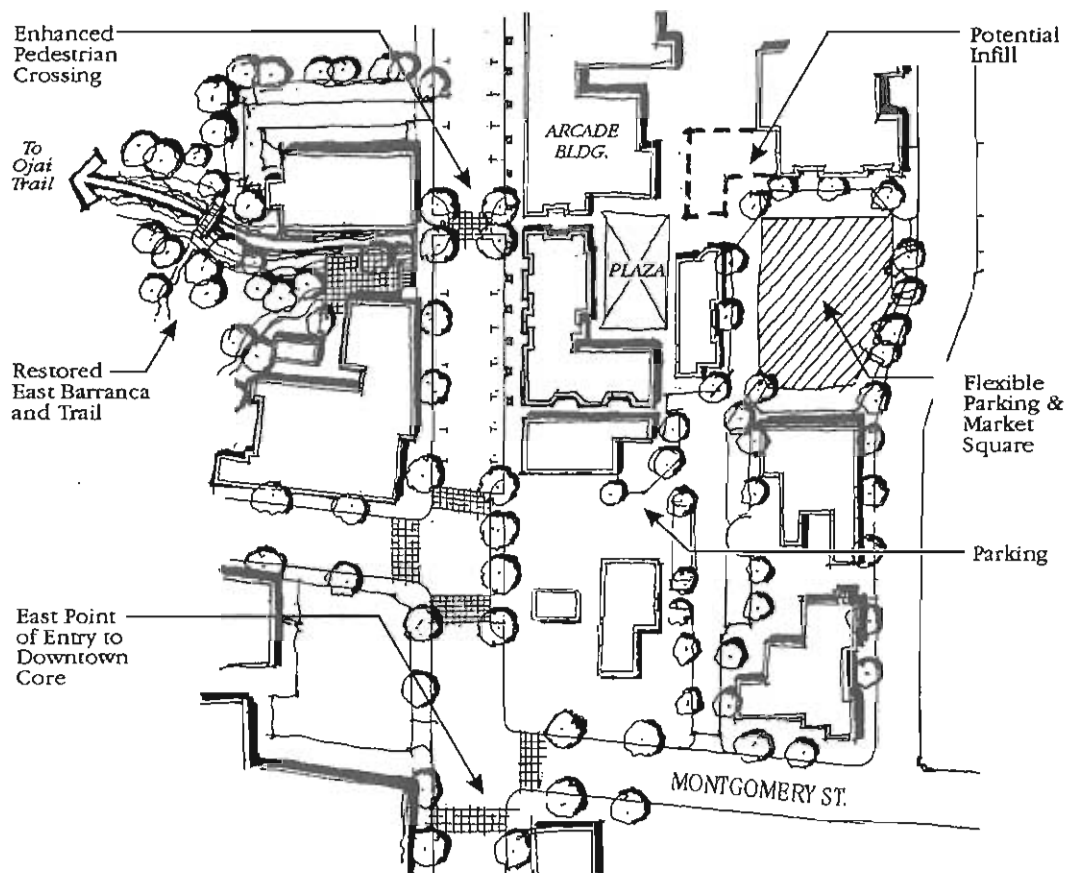 Enhanced
Pedestrian
Crossing
Potential
Infill
ARCADE
BLDG.
To
Ojai
Trail
PLAZA
Restored
East Barranca
and Trail
Flexible
Parking &
Market
Square
Parking
East Point
of Entry to
Downtown
Core
MONTGOMERY ST.